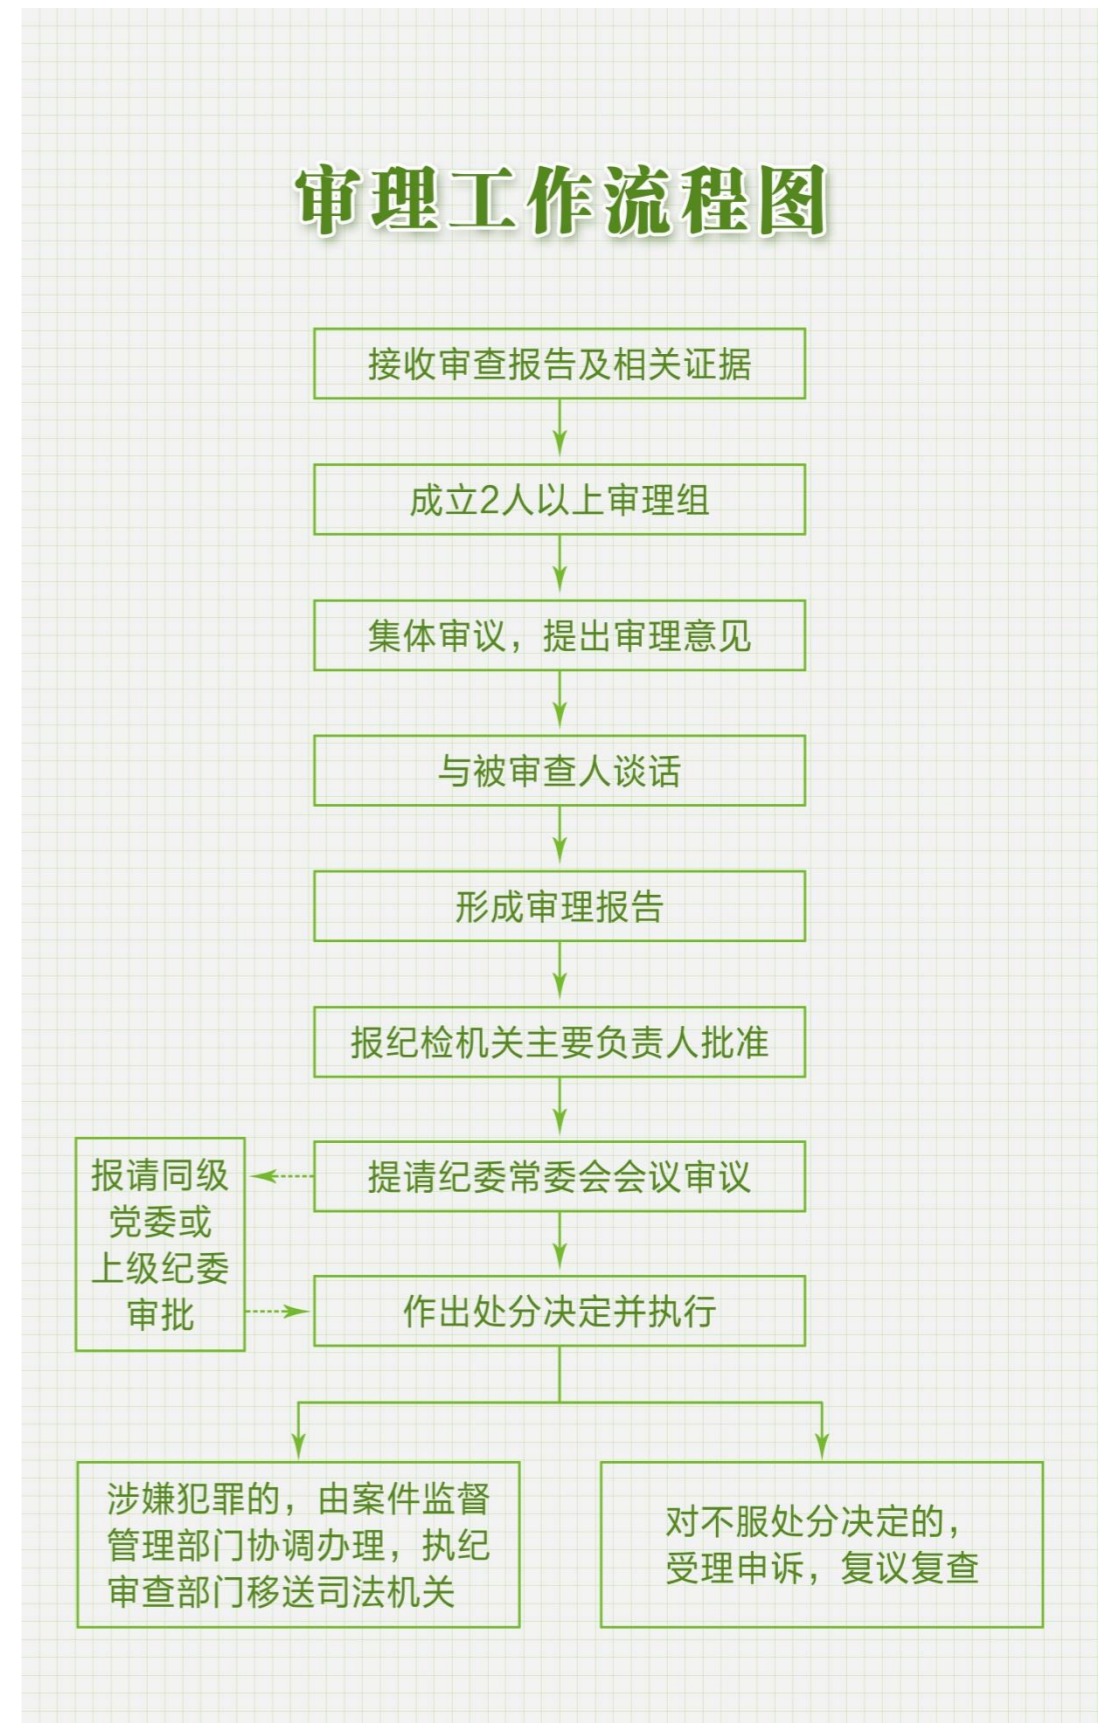 审理工作流程图
接收审查报告及相关证据
成立2人以上审理组
集体审议，提出审理意见
与被审查人谈话
形成审理报告
报纪检机关主要负责人批准
提请纪委常委会会议审议
报请同级
党委或
上级纪委
审批
作出处分决定并执行
涉嫌犯罪的，由案件监督
管理部门协调办理，执纪
审查部门移送司法机关
对不服处分决定的，
受理申诉，复议复查